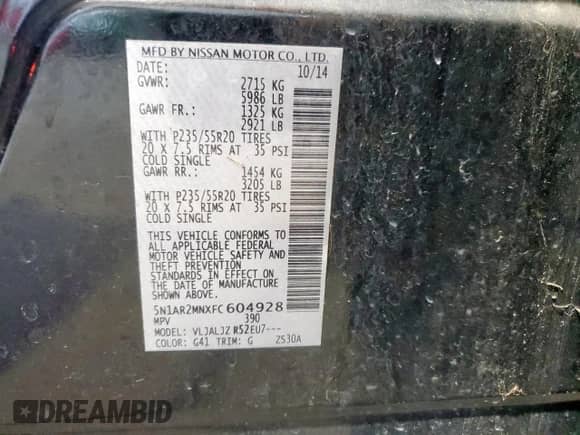 MFD BY NISSAN MOTOR CO., LTD.
DATE: 10/14
GVWR: 2715 KG
5986 LB
GAWR FR.: 1325 KG
2921 LB
WITH P235/55R20 TIRES
20 X 7.5 RIMS AT 35 PSI
COLD SINGLE
GAWR RR.: 1454 KG
3205 LB
WITH P235/55R20 TIRES
20 X 7.5 RIMS AT 35 PSI
COLD SINGLE
THIS VEHICLE CONFORMS TO
ALL APPLICABLE FEDERAL
MOTOR VEHICLE SAFETY AND
THEFT PREVENTION
STANDARDS IN EFFECT ON
THE DATE OF MANUFACTURE
SHOWN ABOVE.
5N1AR2MNXFC604928
MPV 390
MODEL: VLJALJZ R52EU7---
COLOR: G41 TRIM: G ZS30A
DREAMBID